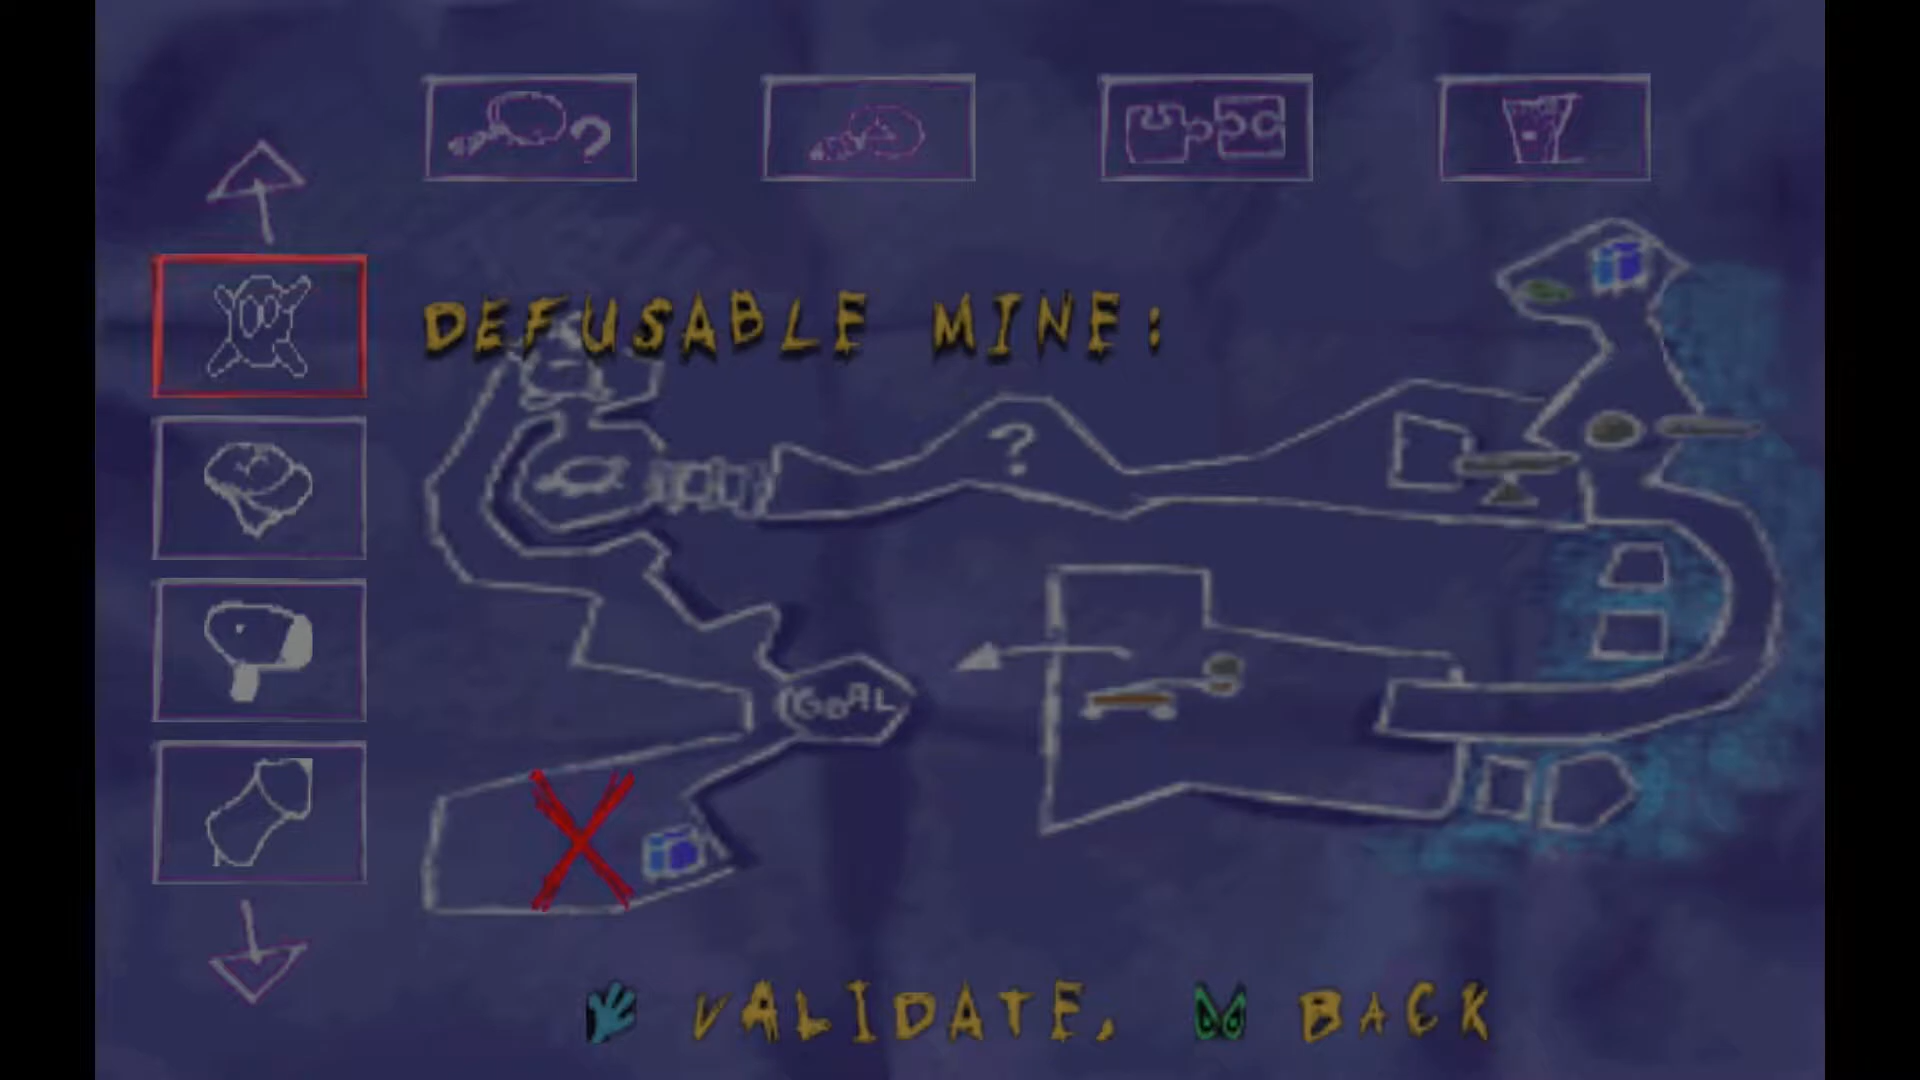 ?
DEFUSABLE MINE:
?
GOAL
VALIDATE, BACK